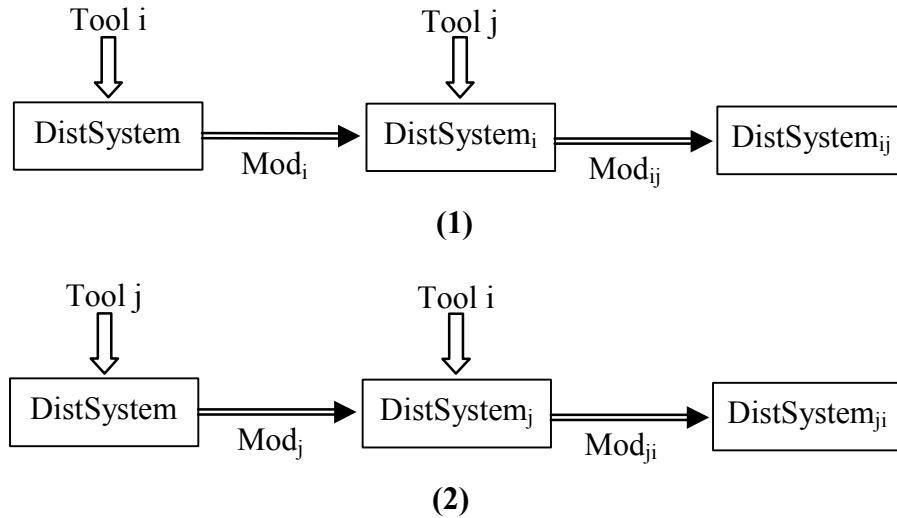 Tool i Tool j
DistSystem DistSystemᵢ DistSystemᵢⱼ
Modᵢ Modᵢⱼ
(1)
Tool j Tool i
DistSystem DistSystemⱼ DistSystemⱼᵢ
Modⱼ Modⱼᵢ
(2)